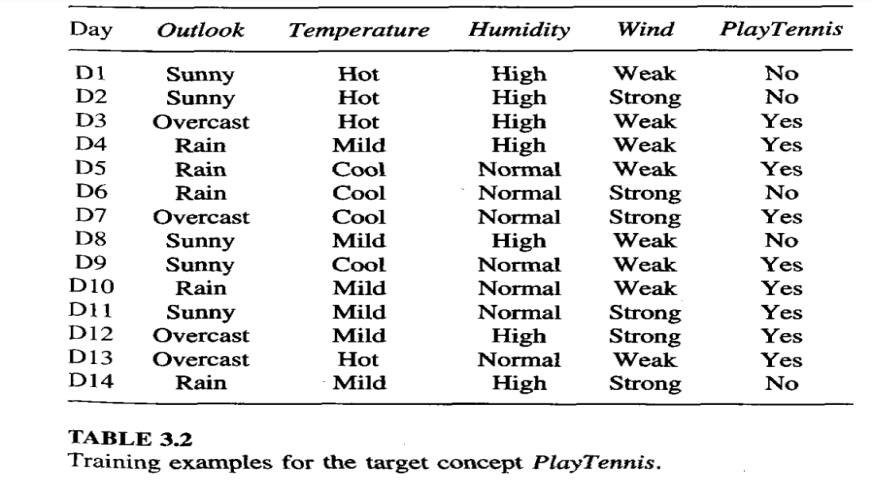 Day Outlook Temperature Humidity Wind PlayTennis
D1 Sunny Hot High Weak No
D2 Sunny Hot High Strong No
D3 Overcast Hot High Weak Yes
D4 Rain Mild High Weak Yes
D5 Rain Cool Normal Weak Yes
D6 Rain Cool Normal Strong No
D7 Overcast Cool Normal Strong Yes
D8 Sunny Mild High Weak No
D9 Sunny Cool Normal Weak Yes
D10 Rain Mild Normal Weak Yes
D11 Sunny Mild Normal Strong Yes
D12 Overcast Mild High Strong Yes
D13 Overcast Hot Normal Weak Yes
D14 Rain Mild High Strong No
TABLE 3.2
Training examples for the target concept PlayTennis.